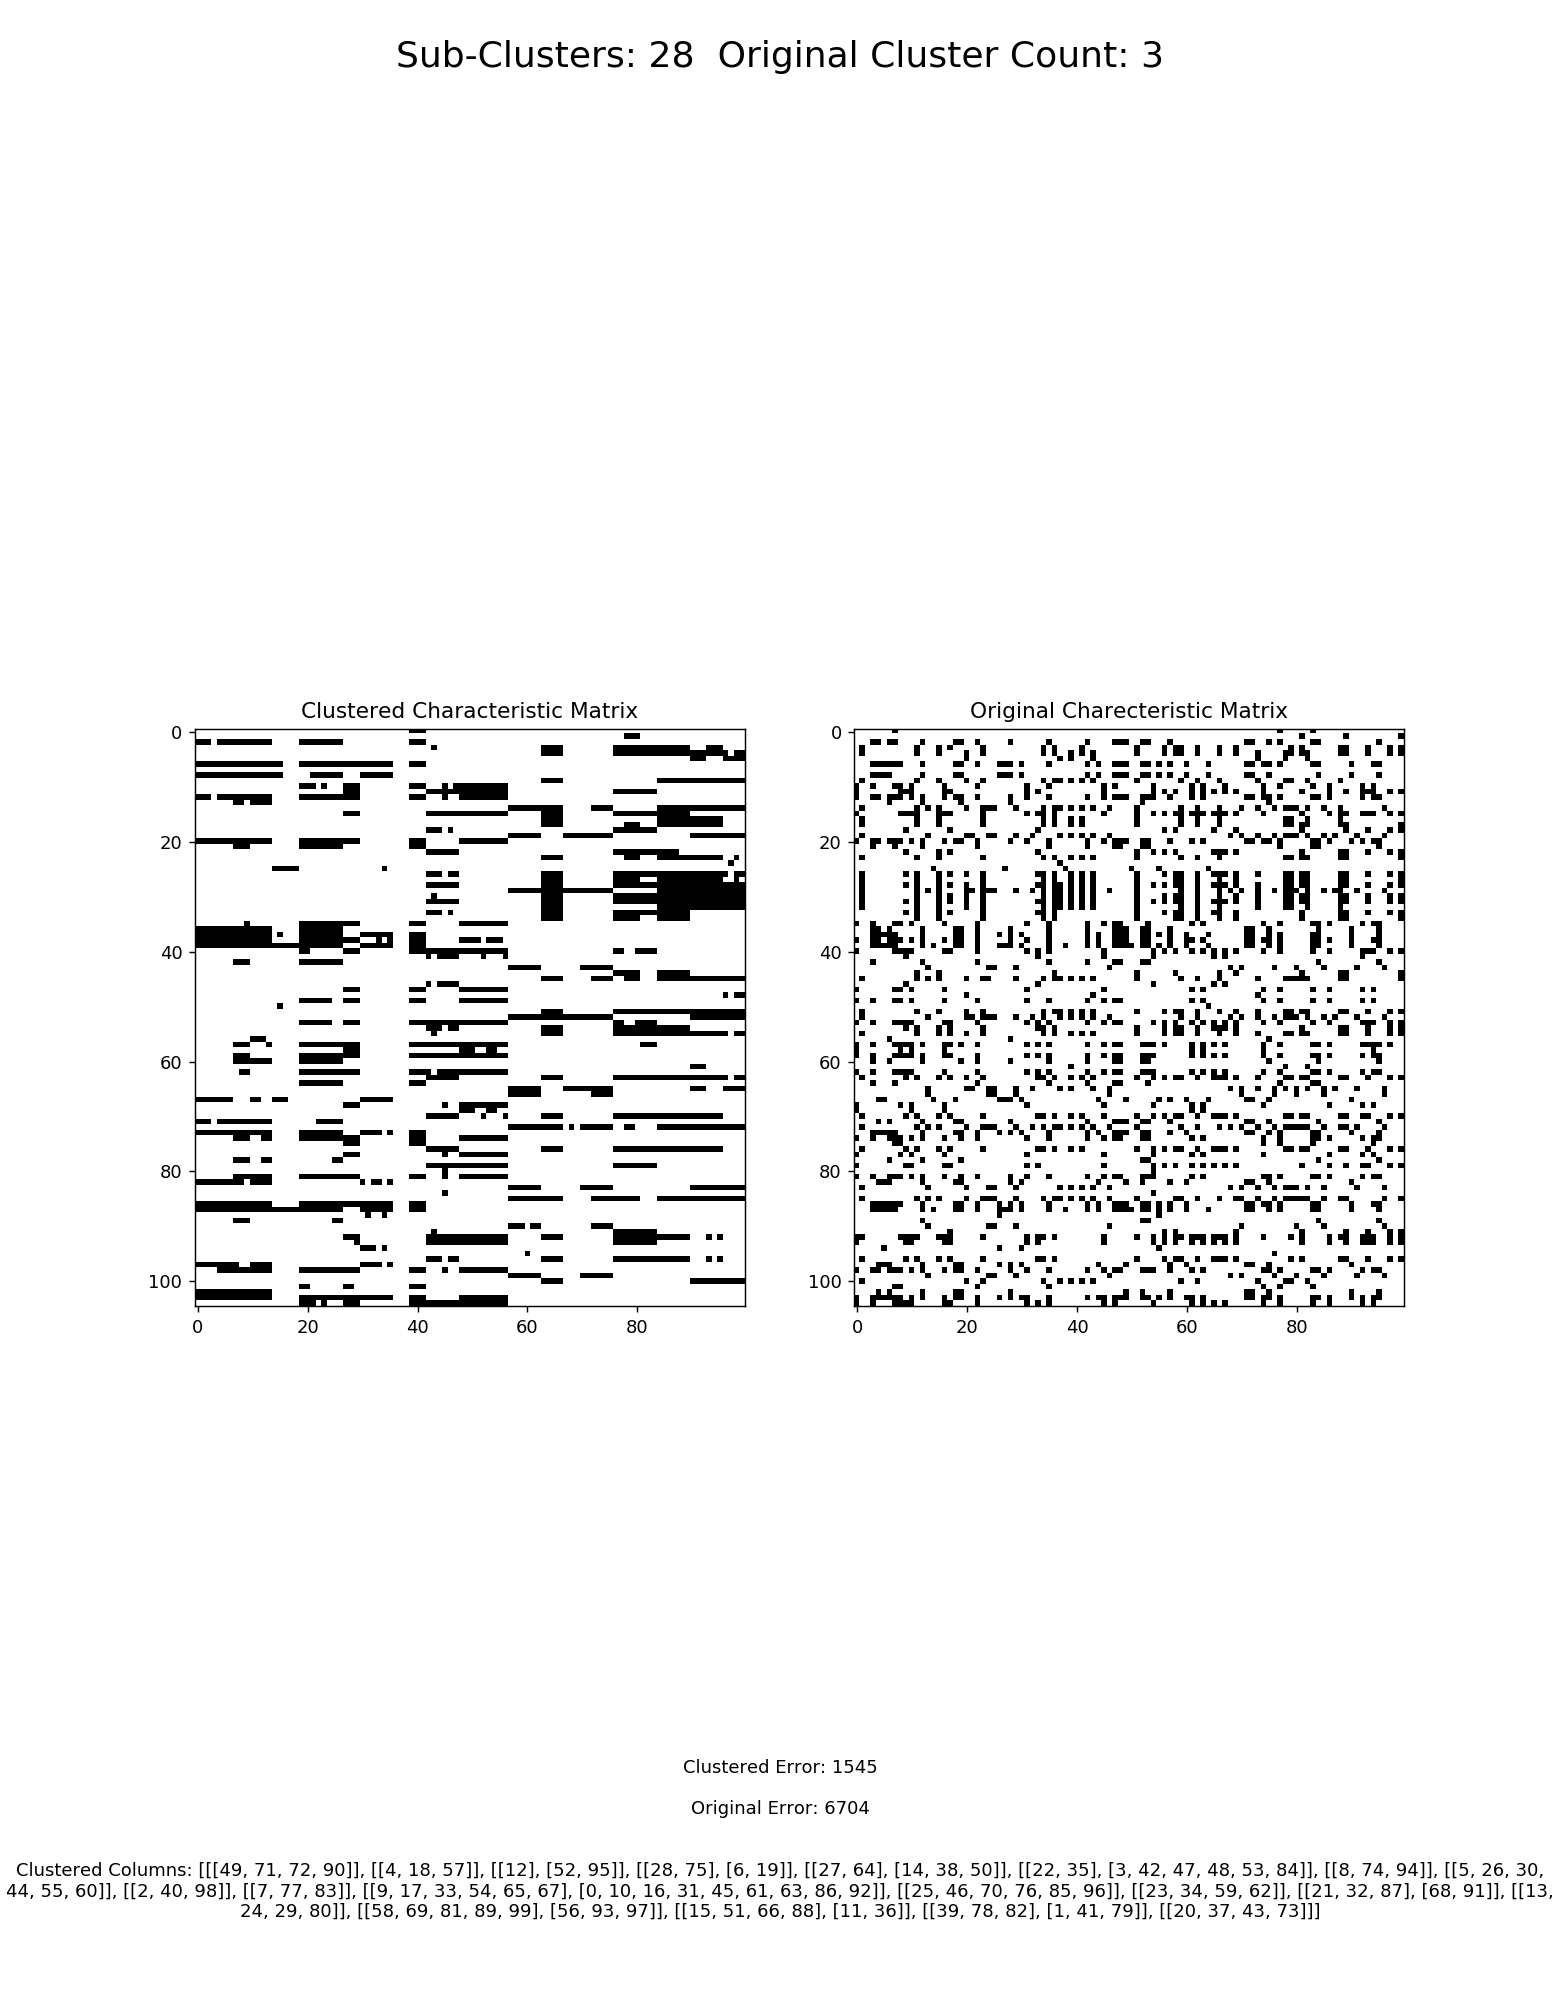 Sub-Clusters: 28  Original Cluster Count: 3
Clustered Characteristic Matrix
Original Charecteristic Matrix
0
20
40
60
80
100
0 20 40 60 80
0
20
40
60
80
100
0 20 40 60 80
Clustered Error: 1545
Original Error: 6704
Clustered Columns: [[[49, 71, 72, 90]], [[4, 18, 57]], [[12], [52, 95]], [[28, 75], [6, 19]], [[27, 64], [14, 38, 50]], [[22, 35], [3, 42, 47, 48, 53, 84]], [[8, 74, 94]], [[5, 26, 30,
44, 55, 60]], [[2, 40, 98]], [[7, 77, 83]], [[9, 17, 33, 54, 65, 67], [0, 10, 16, 31, 45, 61, 63, 86, 92]], [[25, 46, 70, 76, 85, 96]], [[23, 34, 59, 62]], [[21, 32, 87], [68, 91]], [[13,
24, 29, 80]], [[58, 69, 81, 89, 99], [56, 93, 97]], [[15, 51, 66, 88], [11, 36]], [[39, 78, 82], [1, 41, 79]], [[20, 37, 43, 73]]]